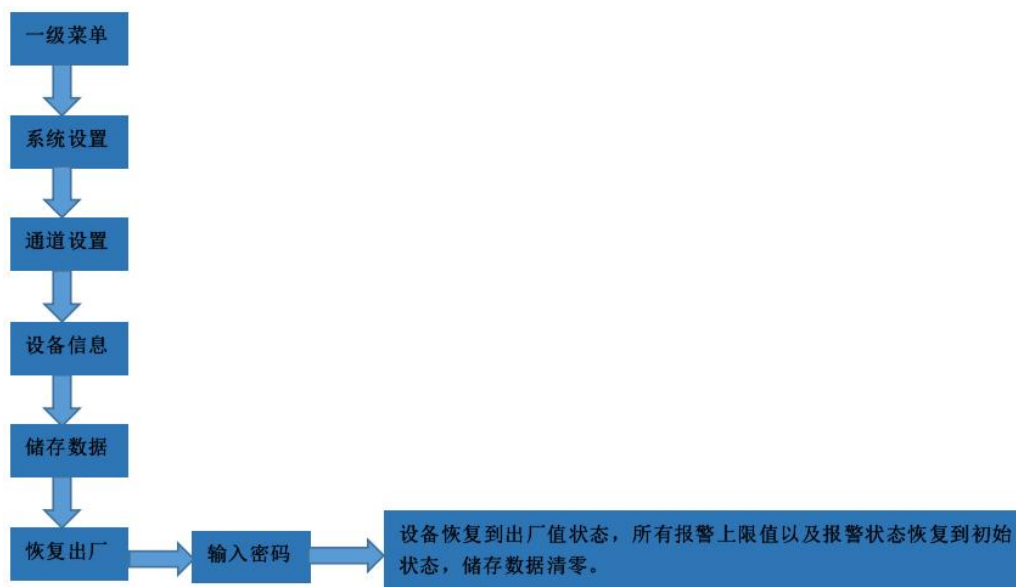 一级菜单
系统设置
通道设置
设备信息
储存数据
恢复出厂
输入密码
设备恢复到出厂值状态，所有报警上限值以及报警状态恢复到初始
状态，储存数据清零。